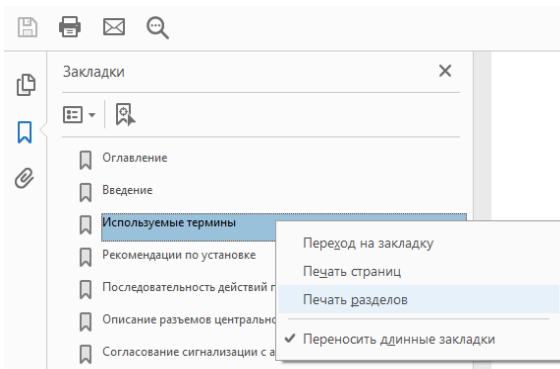 Закладки
Оглавление
Введение
Используемые термины
Переход на закладку
Рекомендации по установке
Печать страниц
Последовательность действий
Печать разделов
Описание разъемов
Согласование сигнализации с
Переносить длинные закладки